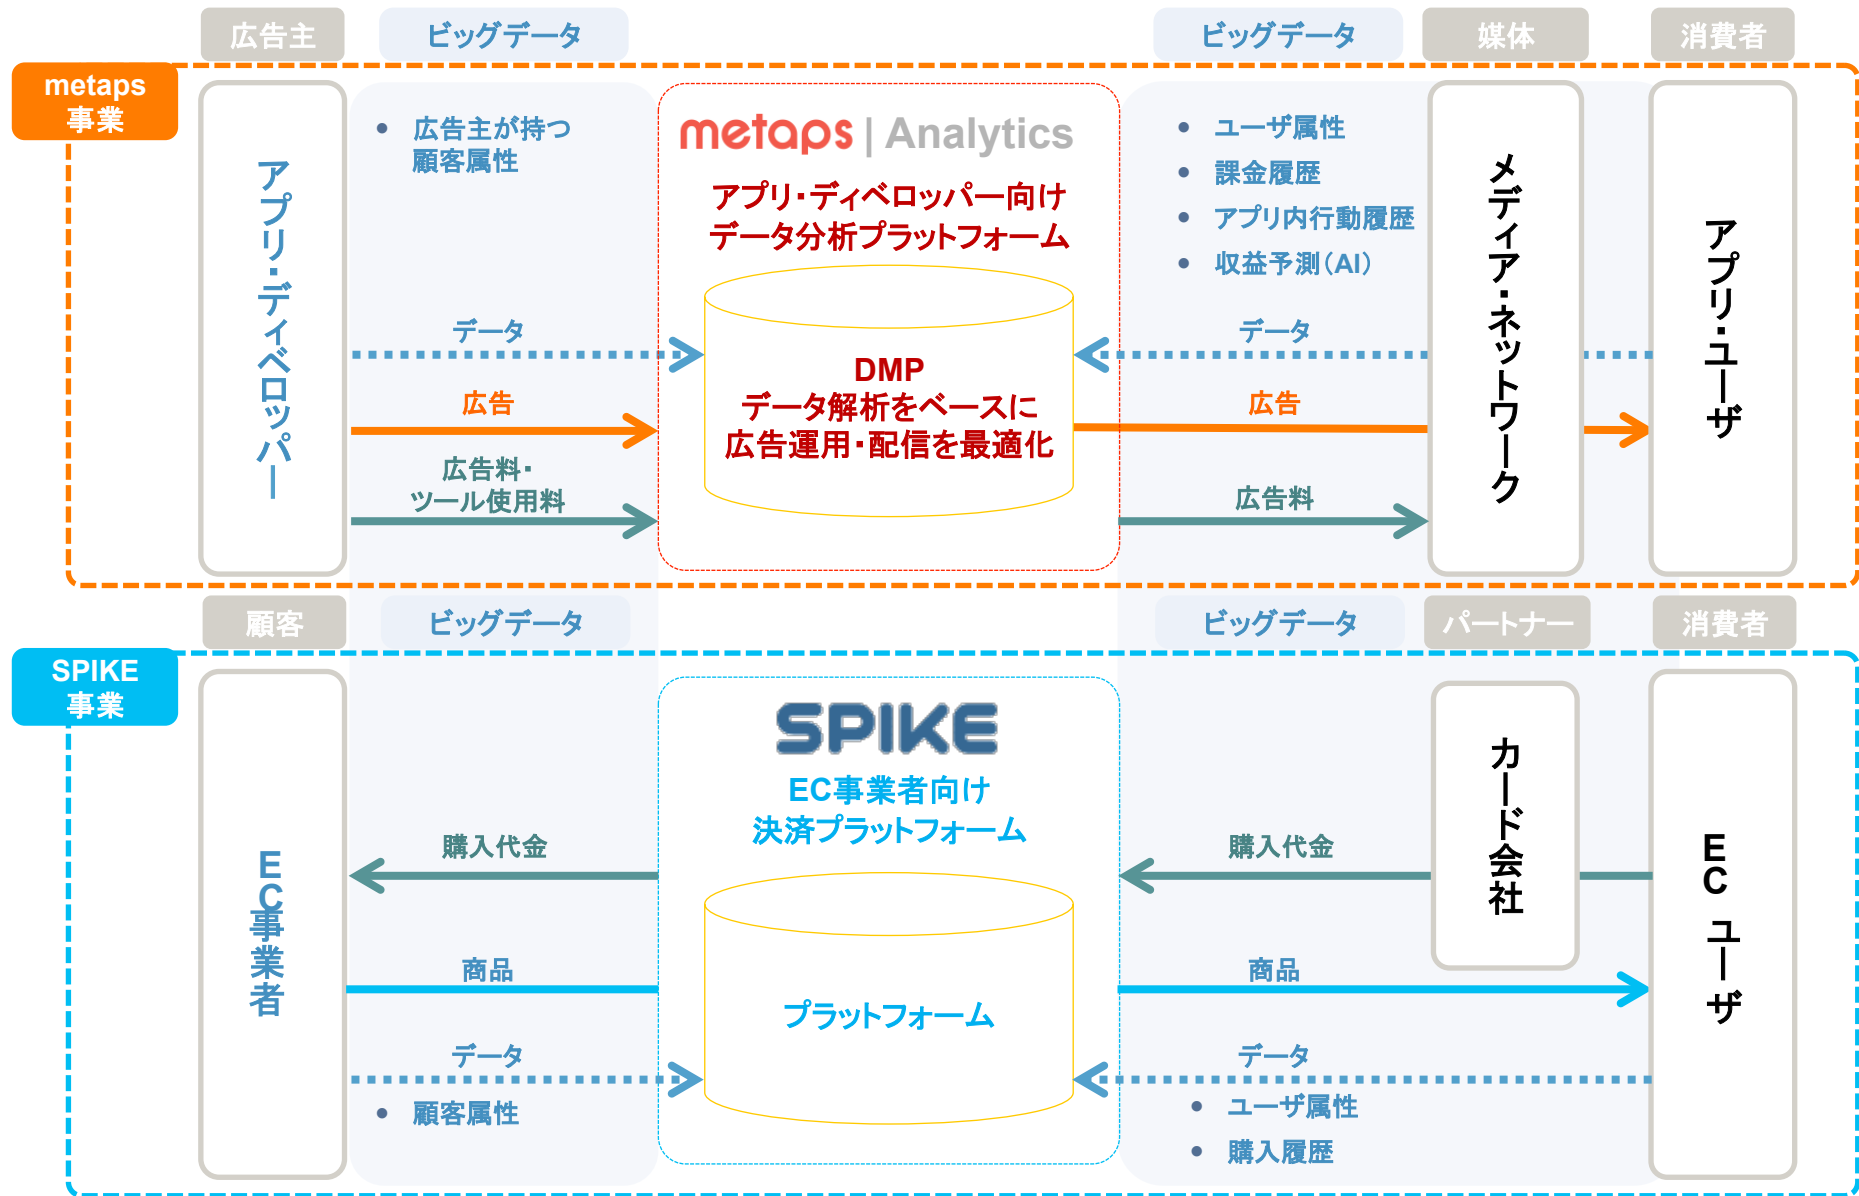 広告主
ビッグデータ
ビッグデータ
媒体
消費者
metaps
事業
アプリ・ディベロッパー
広告主が持つ
顧客属性
metaps | Analytics
アプリ・ディベロッパー向け
データ分析プラットフォーム
ユーザ属性
課金履歴
アプリ内行動履歴
収益予測（AI）
メディア・ネットワーク
アプリ・ユーザ
データ
データ
DMP
データ解析をベースに
広告運用・配信を最適化
広告
広告
広告料・
ツール使用料
広告料
顧客
ビッグデータ
ビッグデータ
パートナー
消費者
SPIKE
事業
EC事業者
SPIKE
EC事業者向け
決済プラットフォーム
カード会社
EC ユーザ
購入代金
購入代金
商品
商品
プラットフォーム
データ
データ
顧客属性
ユーザ属性
購入履歴